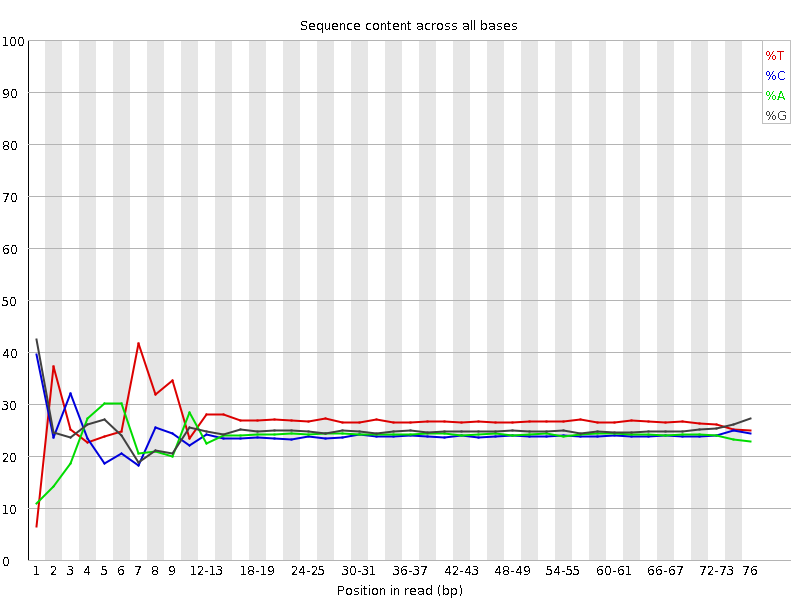 Sequence content across all bases
100
90
80
70
60
50
40
30
20
10
0
%T
%C
%A
%G
1 2 3 4 5 6 7 8 9 12-13 18-19 24-25 30-31 36-37 42-43 48-49 54-55 60-61 66-67 72-73 76
Position in read (bp)